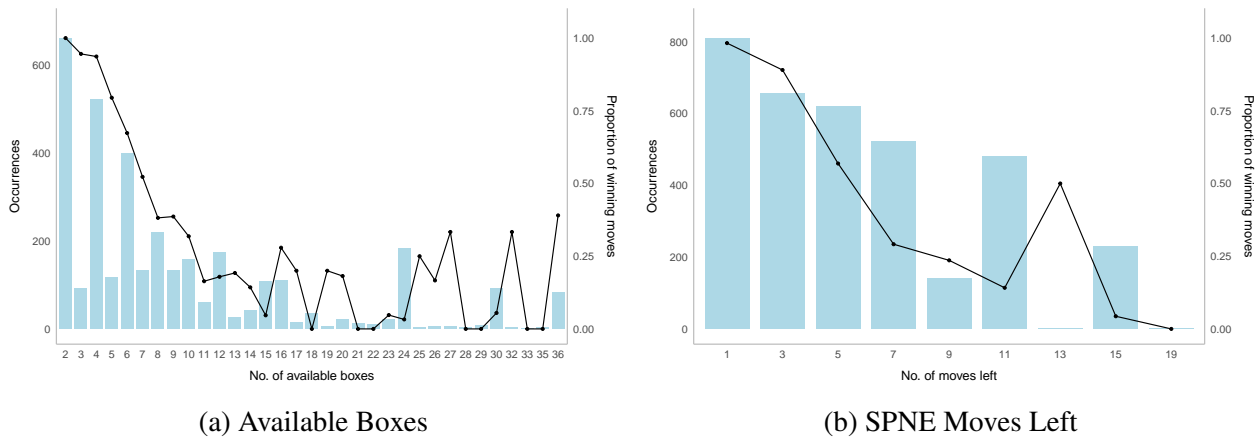 600
400
200
0
1.00
0.75
0.50
0.25
0.00
Occurrences
Proportion of winning moves
2 3 4 5 6 7 8 9 10 11 12 13 14 15 16 17 18 19 20 21 22 23 24 25 26 27 28 29 30 32 33 35 36
No. of available boxes
(a) Available Boxes
800
600
400
200
0
1.00
0.75
0.50
0.25
0.00
Occurrences
Proportion of winning moves
1 3 5 7 9 11 13 15 19
No. of moves left
(b) SPNE Moves Left